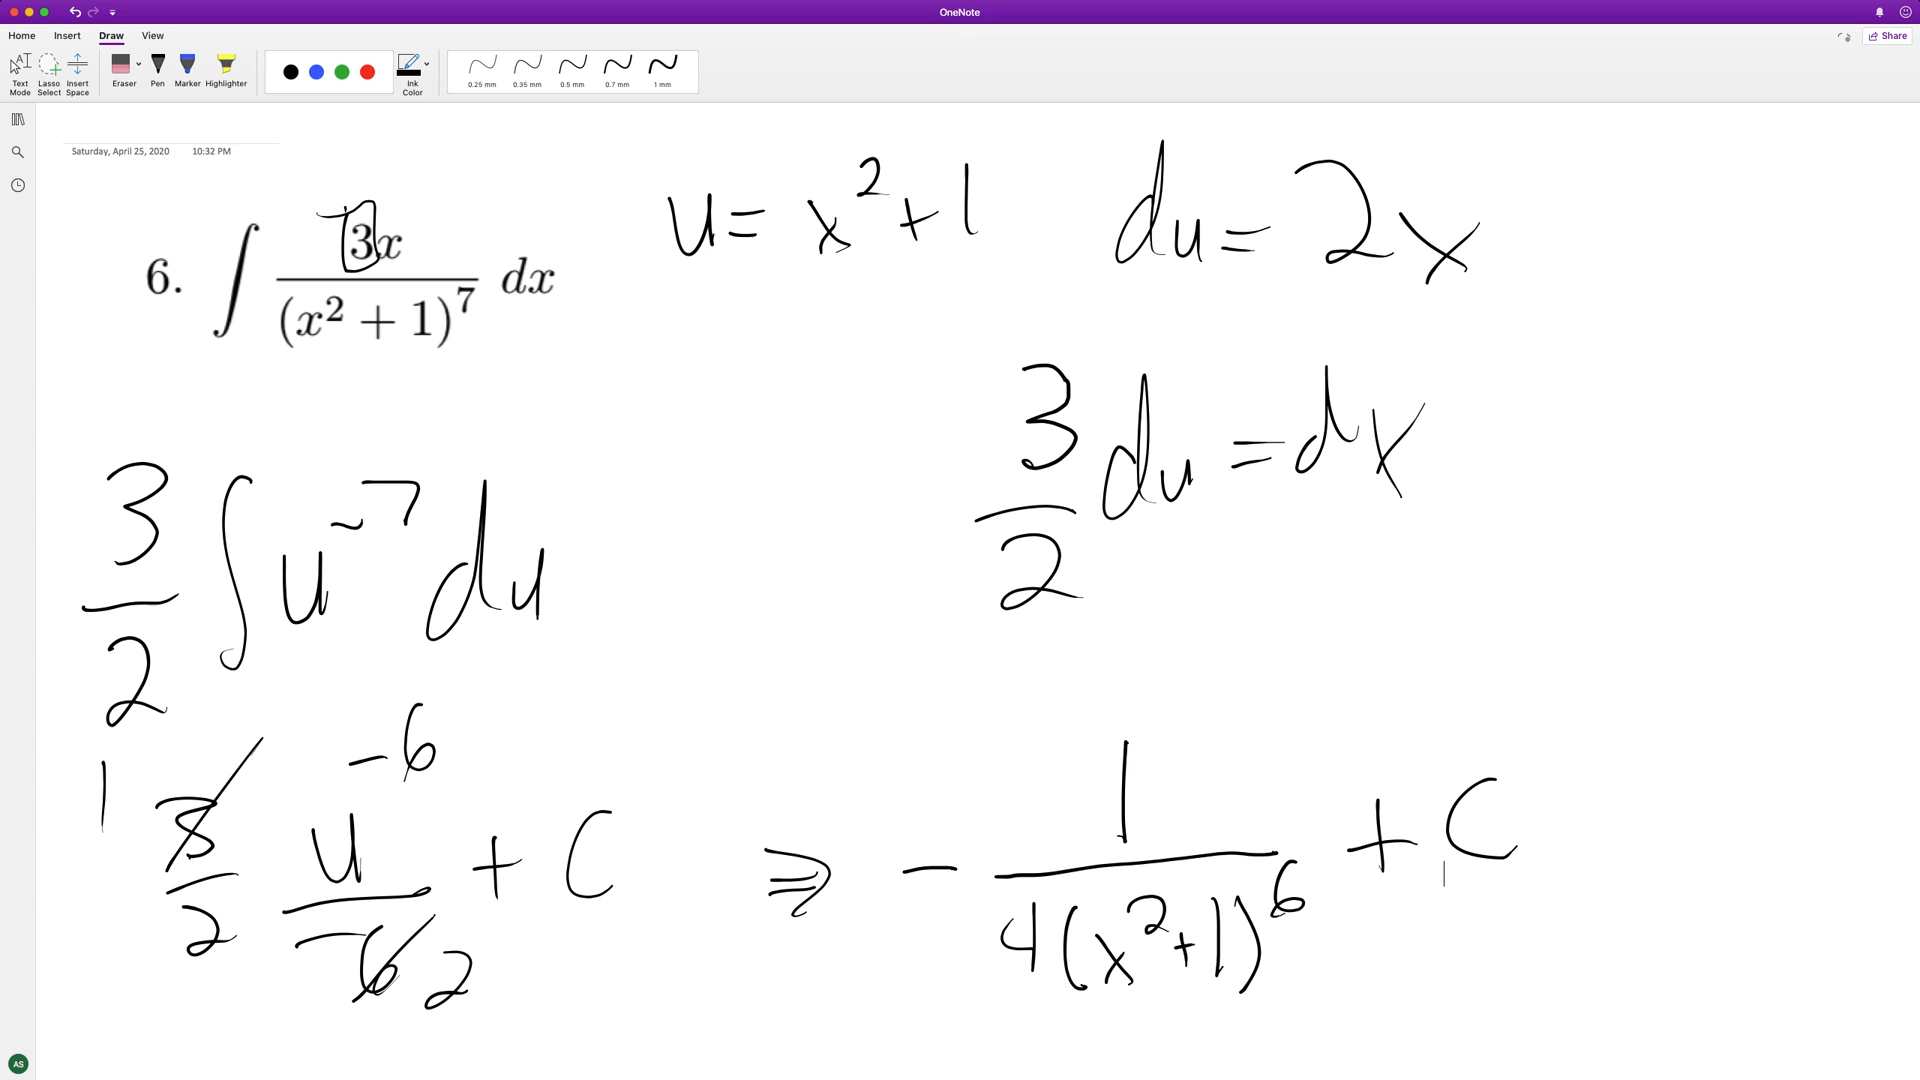 OneNote
Home Insert Draw View
Share
Text Mode
Lasso Select
Insert Space
Eraser
Pen
Marker
Highlighter
Ink Color
0.25 mm
0.35 mm
0.5 mm
0.7 mm
1 mm
Saturday, April 25, 2020 10:32 PM
6. ∫ 3x / (x² + 1)⁷ dx
u = x² + 1 du = 2x
3/2 du = dx
3/2 ∫ u⁻⁷ du
1 3/2 u⁻⁶ / -6 2 + C ⇒ - 1 / 4(x² + 1)⁶ + C
AS